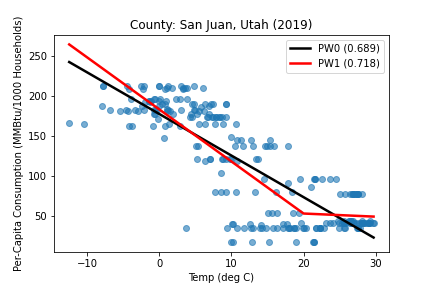 County: San Juan, Utah (2019)
Per-Capita Consumption (MMBtu/1000 Households)
250
200
150
100
50
PW0 (0.689)
PW1 (0.718)
−10
0
10
20
30
Temp (deg C)